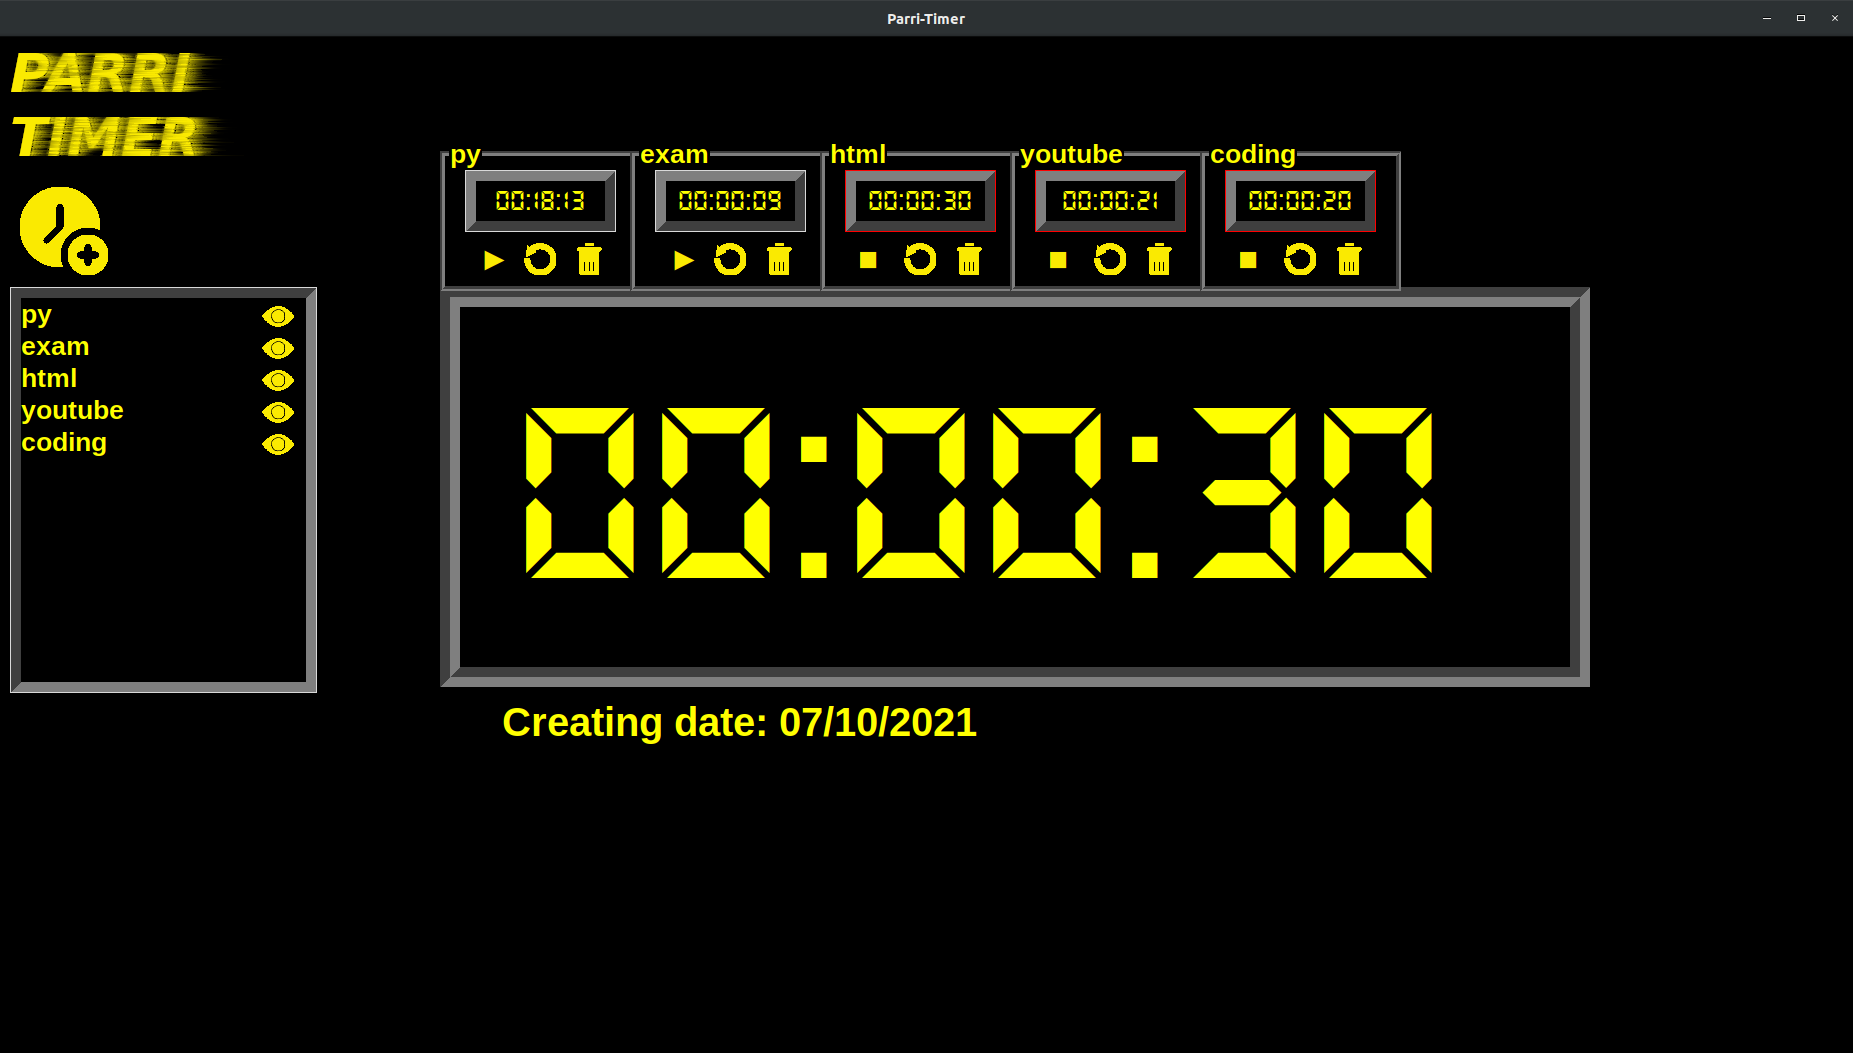 Parri-Timer
PARRI
TIMER
py exam html youtube coding
00:18:13 00:00:09 00:00:30 00:00:21 00:00:20
py
exam
html
youtube
coding
00:00:30
Creating date: 07/10/2021